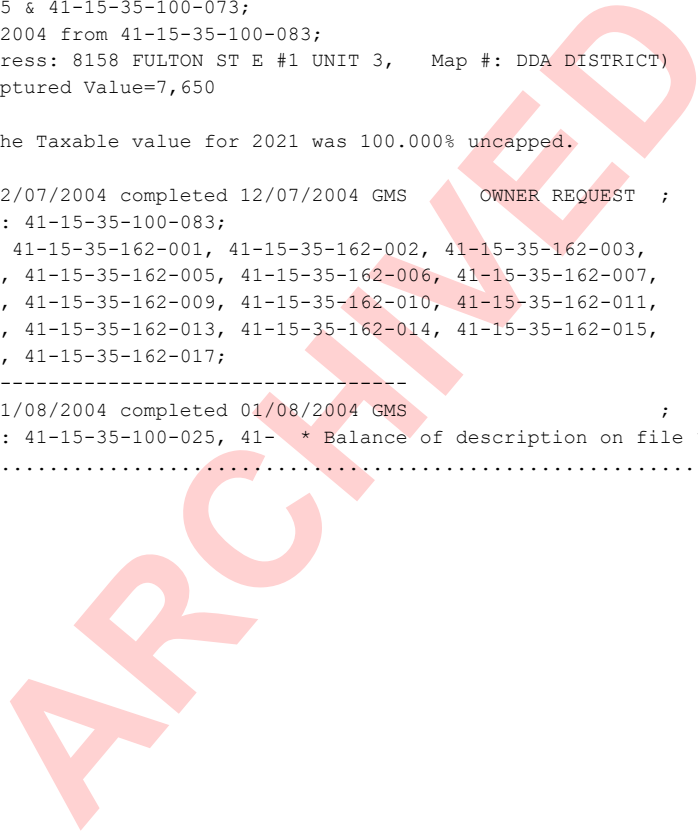 5 & 41-15-35-100-073;
2004 from 41-15-35-100-083;
ress: 8158 FULTON ST E #1 UNIT 3, Map #: DDA DISTRICT)
ptured Value=7,650
he Taxable value for 2021 was 100.000% uncapped.
2/07/2004 completed 12/07/2004 GMS OWNER REQUEST ;
: 41-15-35-100-083;
41-15-35-162-001, 41-15-35-162-002, 41-15-35-162-003,
, 41-15-35-162-005, 41-15-35-162-006, 41-15-35-162-007,
, 41-15-35-162-009, 41-15-35-162-010, 41-15-35-162-011,
, 41-15-35-162-013, 41-15-35-162-014, 41-15-35-162-015,
, 41-15-35-162-017;
----------------------------------
1/08/2004 completed 01/08/2004 GMS ;
: 41-15-35-100-025, 41- * Balance of description on file
..........................................................
ARCHIVED